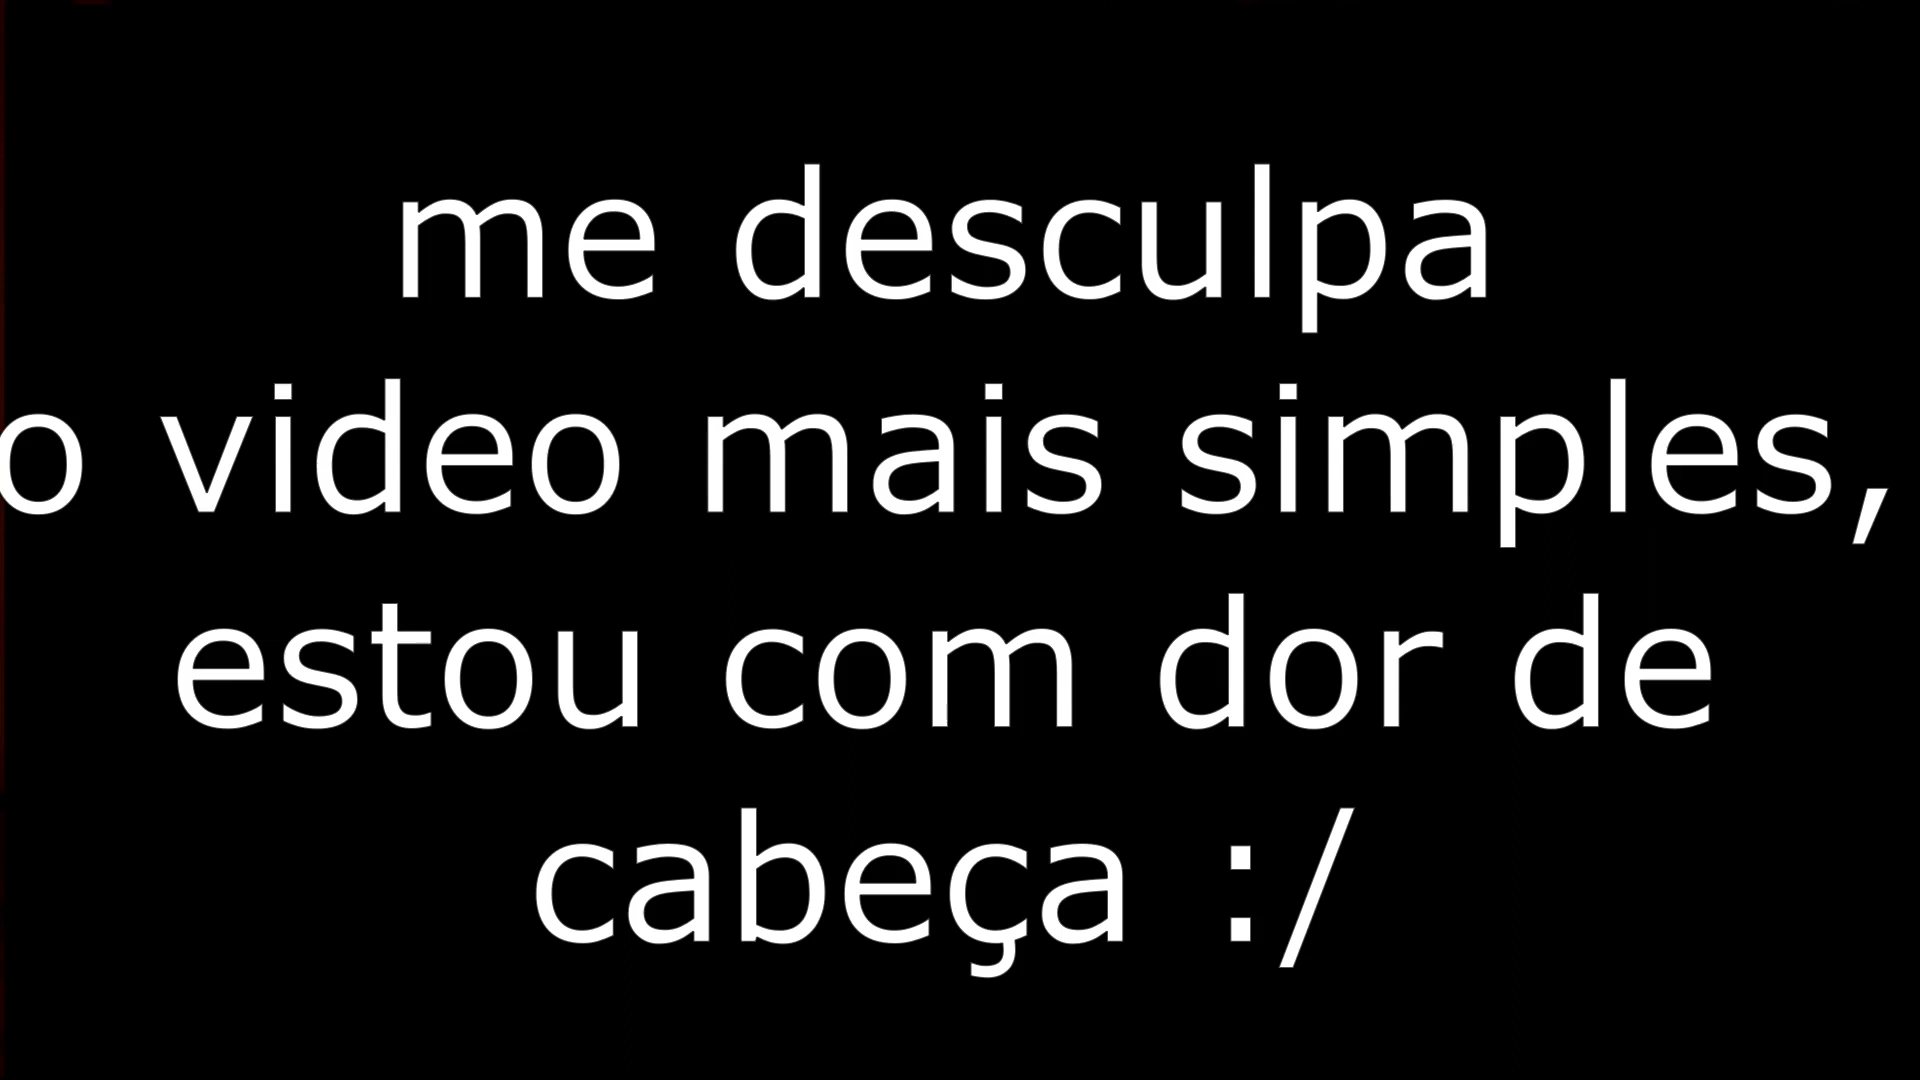 me desculpa
o video mais simples,
estou com dor de
cabeça :/